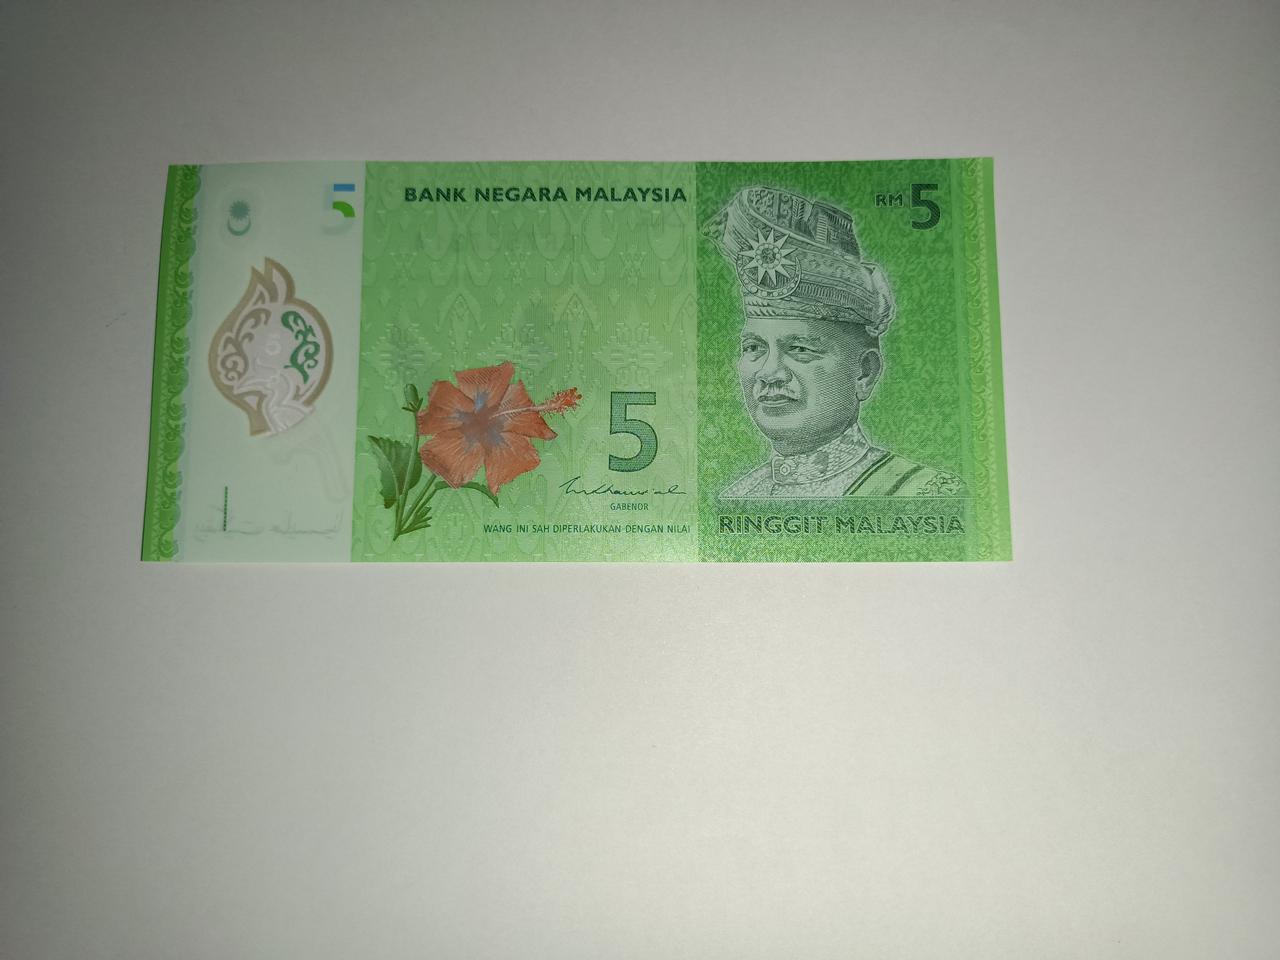 5
BANK NEGARA MALAYSIA
RM 5
5
GABENOR
WANG INI SAH DIPERLAKUKAN DENGAN NILAI
RINGGIT MALAYSIA